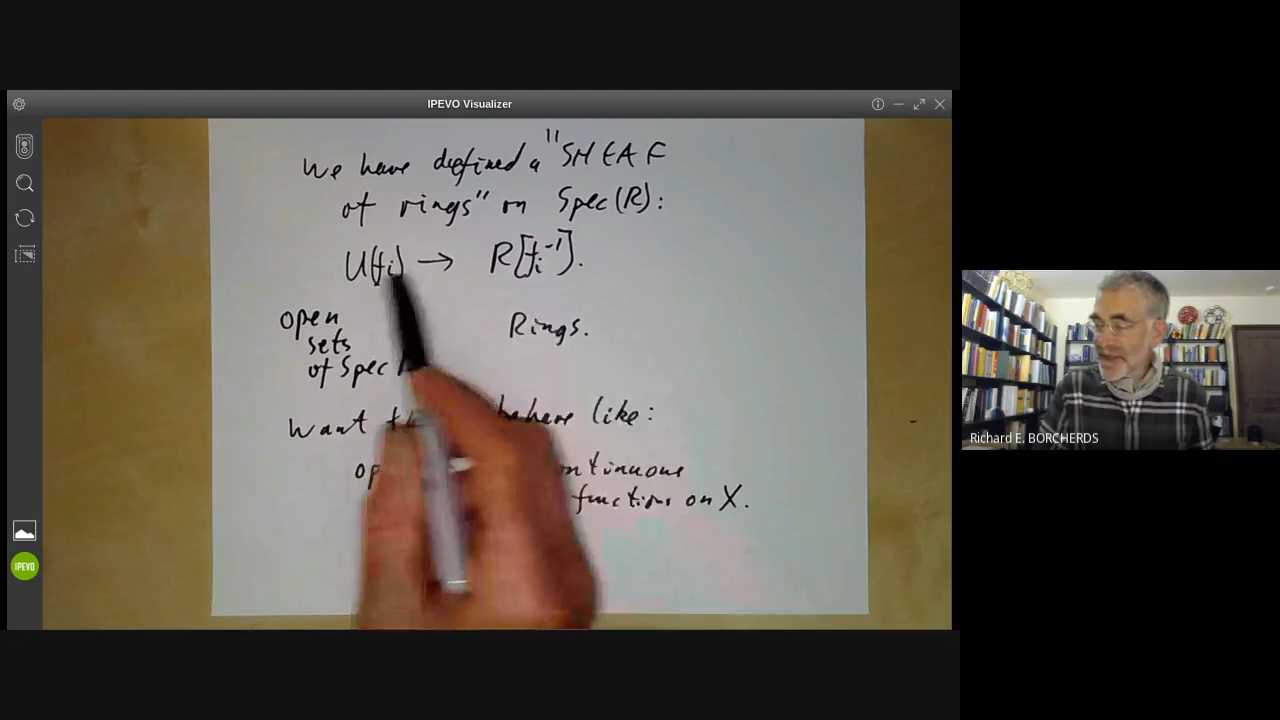 IPEVO Visualizer
We have defined a "SHEAF
of rings" on Spec(R):
U(fi) → R[fi⁻¹].
open
sets
of Spec
Rings.
Want behave like:
functions on X.
IPEVO
Richard E. BORCHERDS